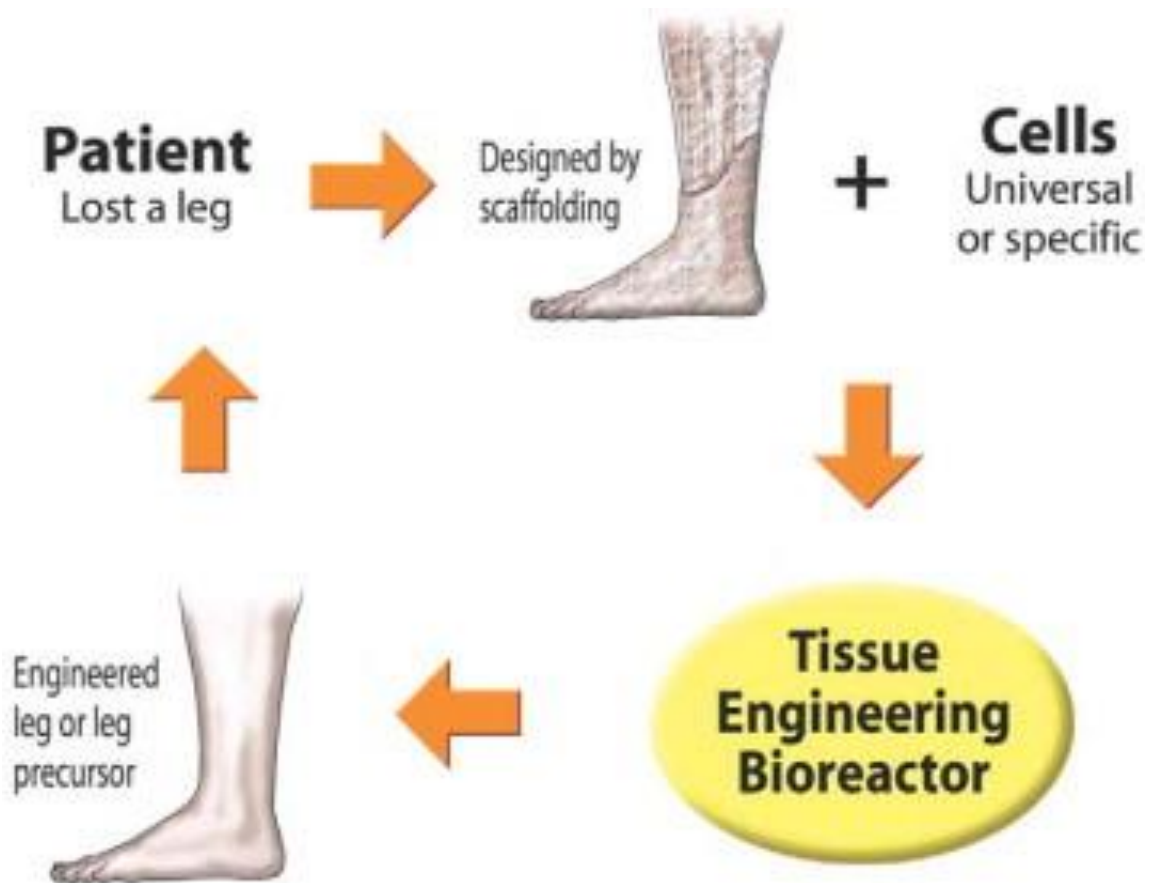 Patient
Lost a leg
Designed by
scaffolding
+
Cells
Universal
or specific
Tissue
Engineering
Bioreactor
Engineered
leg or leg
precursor